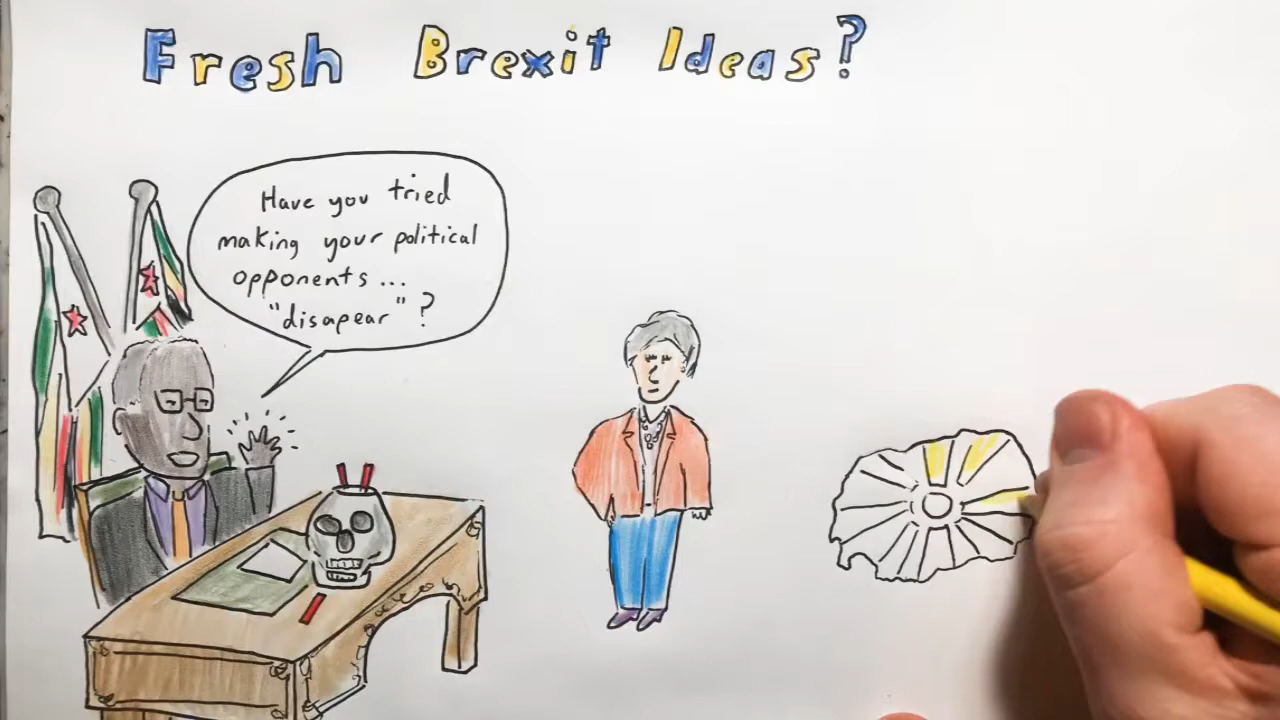 Fresh Brexit Ideas?
Have you tried
making your political
opponents...
"disapear"?